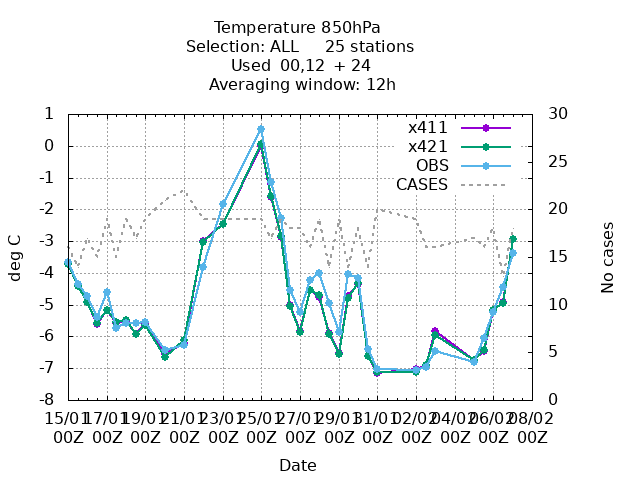 Temperature 850hPa
Selection: ALL     25 stations
Used  00,12  + 24
Averaging window: 12h
1
0
-1
-2
-3
-4
-5
-6
-7
-8
deg C
x411
x421
OBS
CASES
30
25
20
15
10
5
0
No cases
15/01 17/01 19/01 21/01 23/01 25/01 27/01 29/01 31/01 02/02 04/02 06/02 08/02
00Z 00Z 00Z 00Z 00Z 00Z 00Z 00Z 00Z 00Z 00Z 00Z 00Z
Date